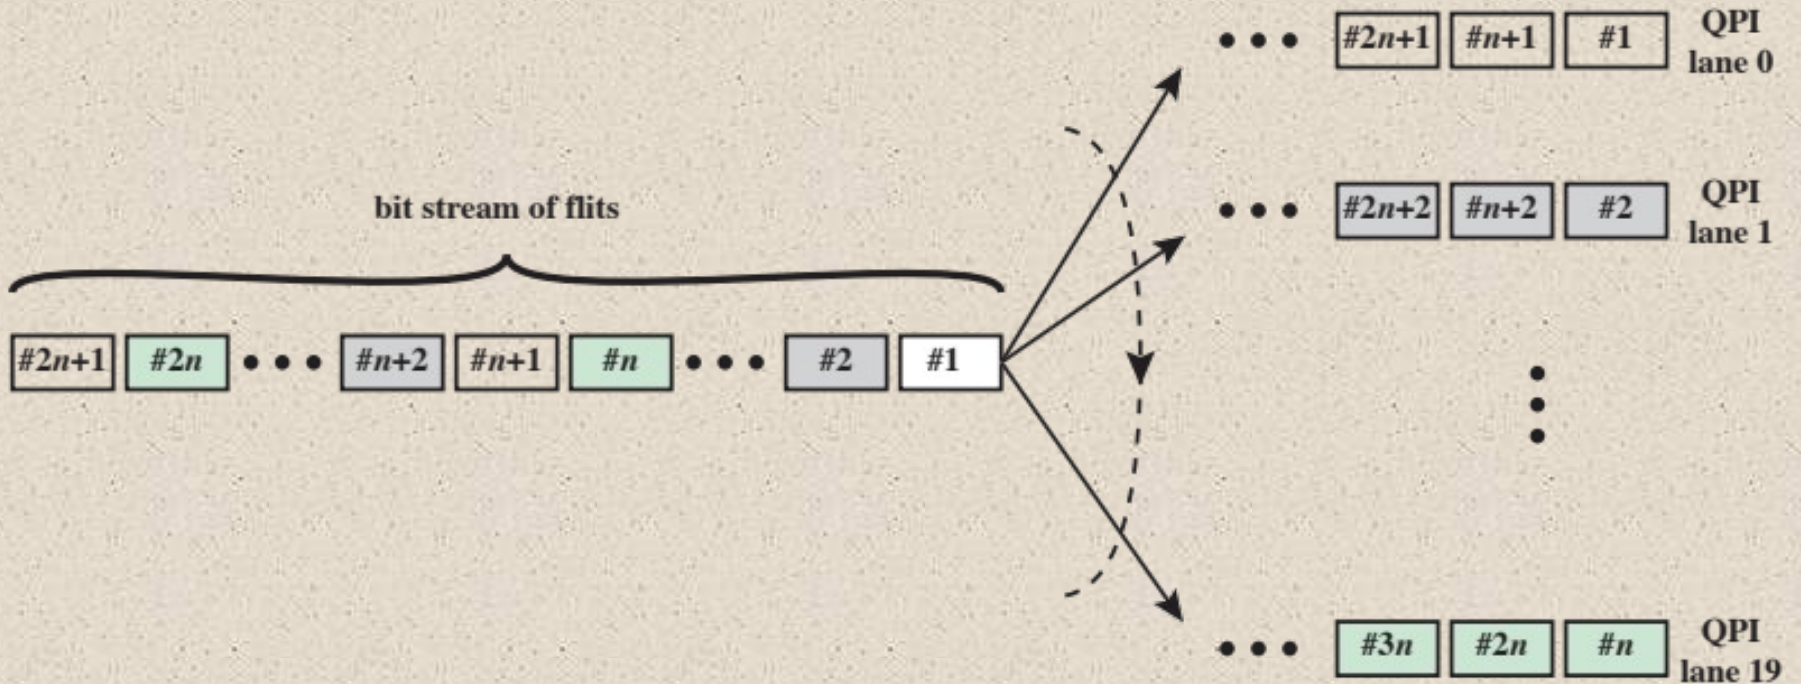 #2n+1 #n+1 #1 QPI
lane 0
#2n+2 #n+2 #2 QPI
lane 1
bit stream of flits
#2n+1 #2n #n+2 #n+1 #n #2 #1
#3n #2n #n QPI
lane 19